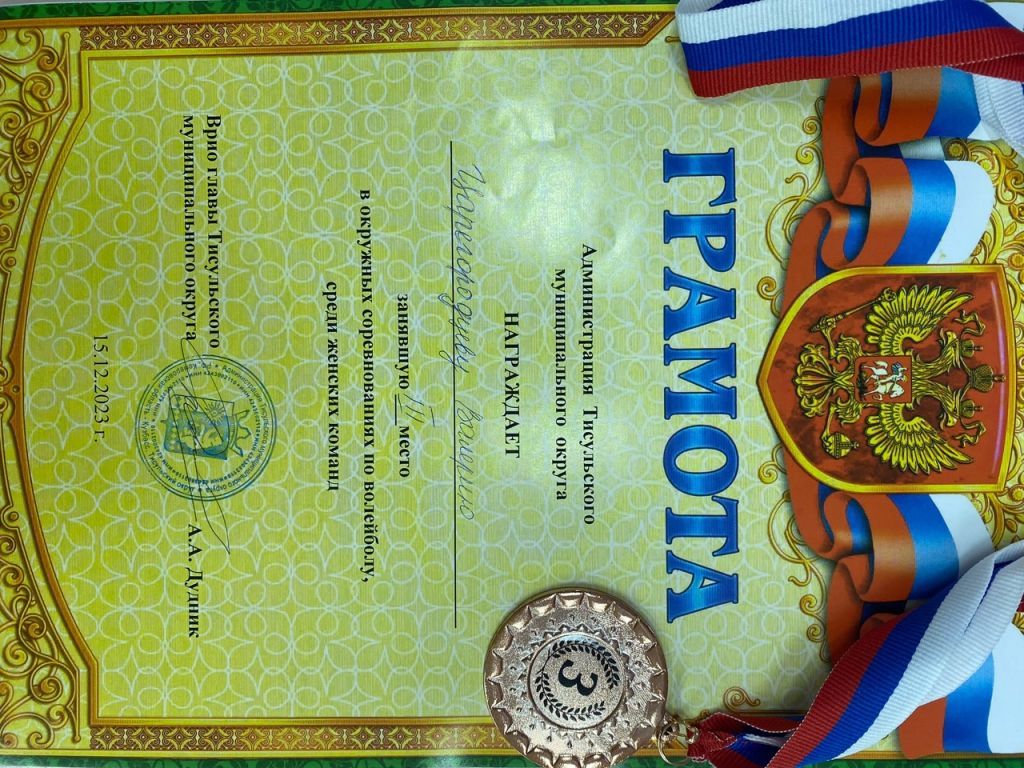 ГРАМОТА
Администрация Тисульского
муниципального округа
НАГРАЖДАЕТ
занявшую III место
в окружных соревнованиях по волейболу,
среди женских команд
Врио главы Тисульского
муниципального округа
А.А. Дудник
15.12.2023 г.
3